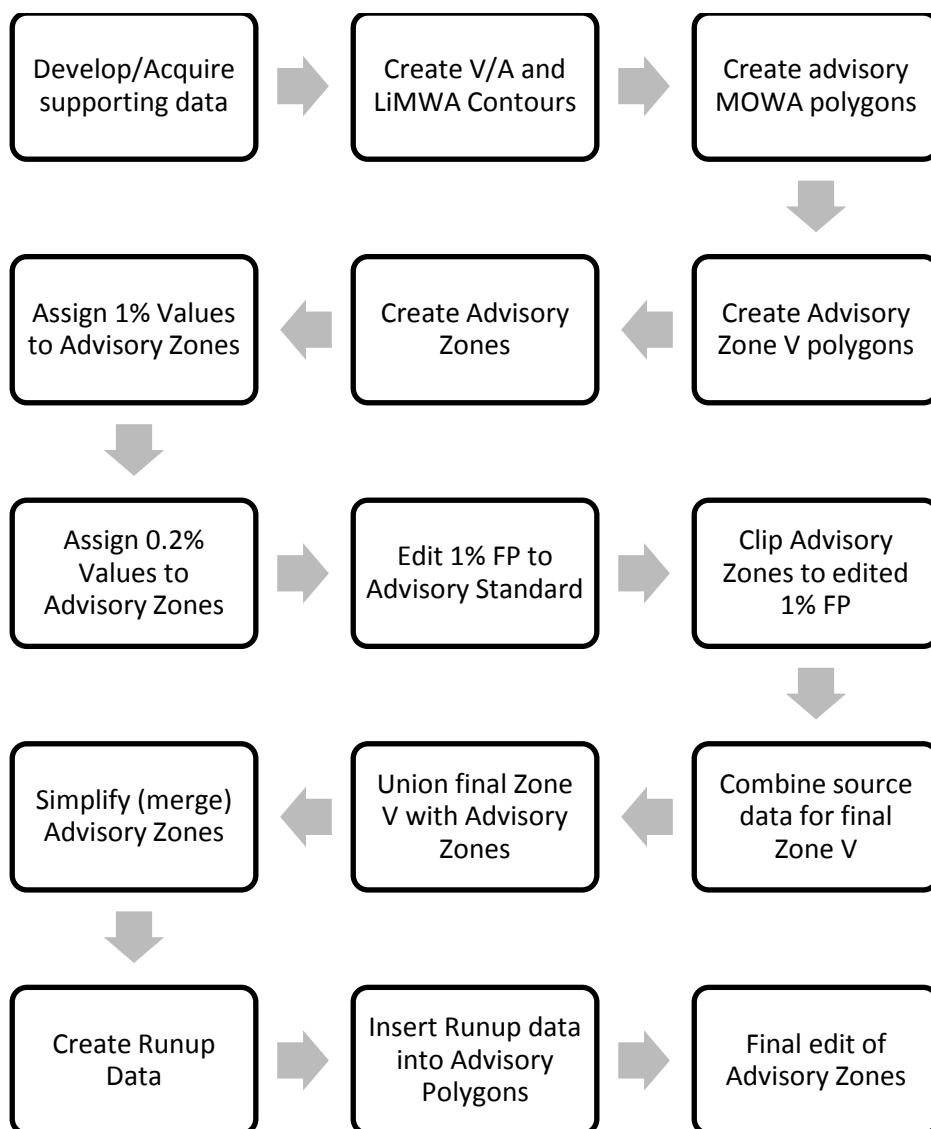 Develop/Acquire
supporting data
Create V/A and
LiMWA Contours
Create advisory
MOWA polygons
Create Advisory
Zone V polygons
Create Advisory
Zones
Assign 1% Values
to Advisory Zones
Assign 0.2%
Values to
Advisory Zones
Edit 1% FP to
Advisory Standard
Clip Advisory
Zones to edited
1% FP
Combine source
data for final
Zone V
Union final Zone
V with Advisory
Zones
Simplify (merge)
Advisory Zones
Create Runup
Data
Insert Runup data
into Advisory
Polygons
Final edit of
Advisory Zones